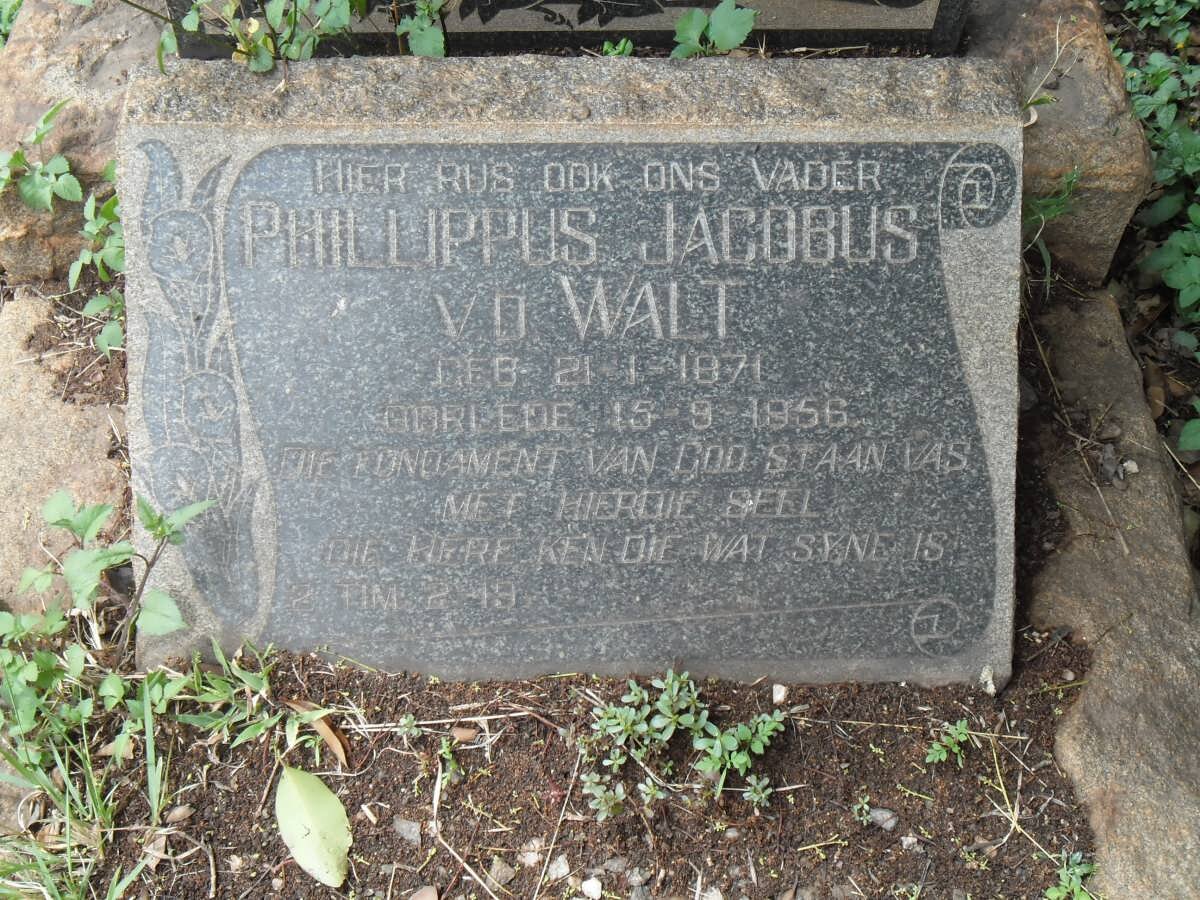 HIER RUS OOK ONS VADER
PHILLIPPUS JACOBUS
V D WALT
GEB 21-1-1871
OORLEDE 15-9-1956
DIE FONDAMENT VAN GOD STAAN VAS
MET HIERDIE SEEL
DIE HERE KEN DIE WAT SYNE IS
2 TIM 2-19